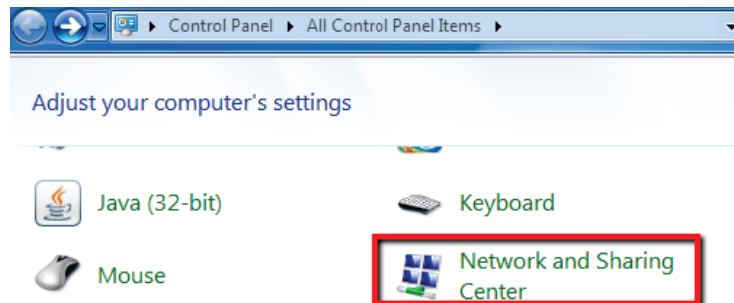 Control Panel All Control Panel Items
Adjust your computer's settings
Java (32-bit)
Keyboard
Mouse
Network and Sharing
Center